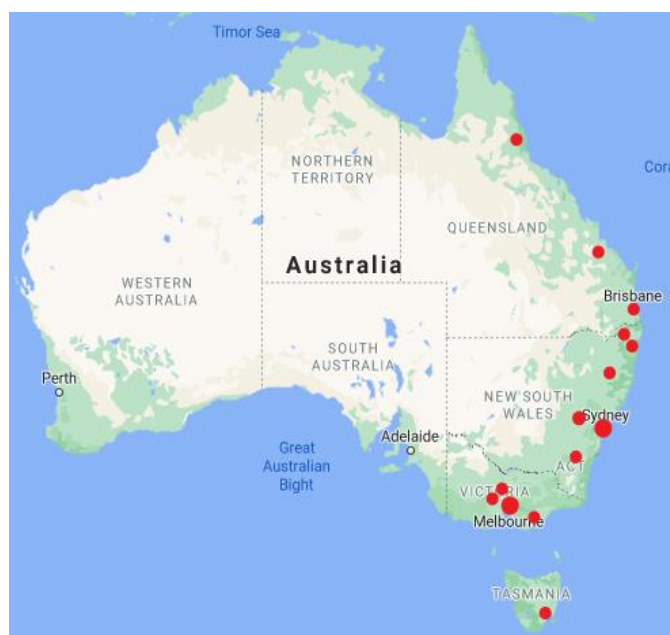 Timor Sea
Cora
NORTHERN
TERRITORY
QUEENSLAND
Australia
WESTERN
AUSTRALIA
Brisbane
SOUTH
AUSTRALIA
Perth
NEW SOUTH
WALES
Sydney
Adelaide
Great
Australian
Bight
ACT
VICTORIA
Melbourne
TASMANIA